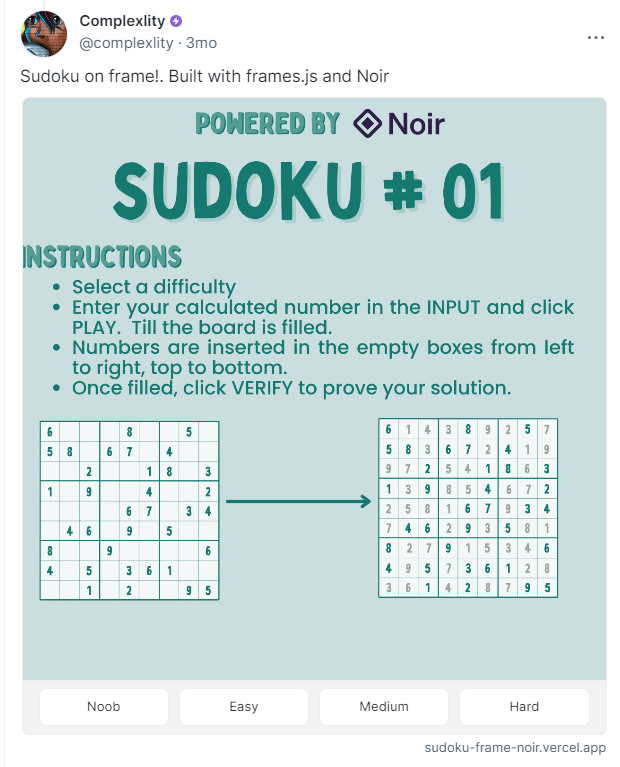 Complexlity
@complexlity · 3mo
Sudoku on frame!. Built with frames.js and Noir
POWERED BY Noir
SUDOKU # 01
INSTRUCTIONS
• Select a difficulty
• Enter your calculated number in the INPUT and click
PLAY. Till the board is filled.
• Numbers are inserted in the empty boxes from left
to right, top to bottom.
• Once filled, click VERIFY to prove your solution.
6 8 5
5 8 6 7 4
2 1 8 3
1 9 4 2
6 7 3 4
4 6 9 5
8 9 6
4 5 3 6 1
1 2 9 5
6 1 4 3 8 9 2 5 7
5 8 3 6 7 2 4 1 9
9 7 2 5 4 1 8 6 3
1 3 9 8 5 4 6 7 2
2 5 8 1 6 7 9 3 4
7 4 6 2 9 3 5 8 1
8 2 7 9 1 5 3 4 6
4 9 5 7 3 6 1 2 8
3 6 1 4 2 8 7 9 5
Noob Easy Medium Hard
sudoku-frame-noir.vercel.app